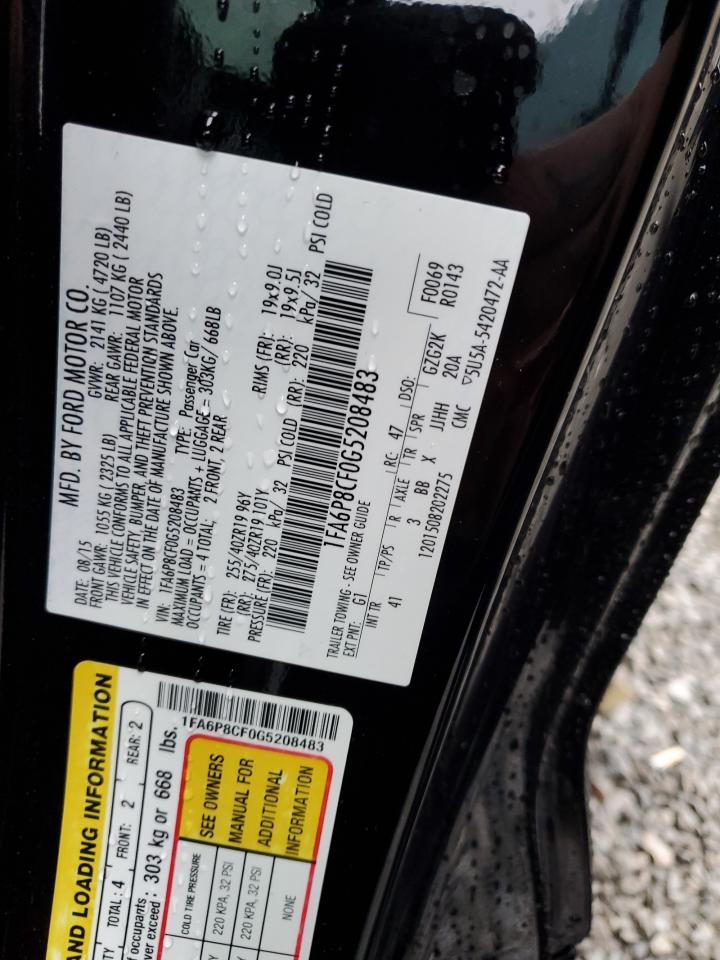 MFD. BY FORD MOTOR CO.
DATE: 08/15 GVWR: 2141 KG ( 4720 LB)
FRONT GAWR: 1055 KG ( 2325 LB) REAR GAWR: 1107 KG ( 2440 LB)
THIS VEHICLE CONFORMS TO ALL APPLICABLE FEDERAL MOTOR
VEHICLE SAFETY, BUMPER, AND THEFT PREVENTION STANDARDS
IN EFFECT ON THE DATE OF MANUFACTURE SHOWN ABOVE.
VIN: 1FA6P8CF0G5208483 TYPE: Passenger Car
MAXIMUM LOAD = OCCUPANTS + LUGGAGE = 303KG/ 668LB
OCCUPANTS = 4 TOTAL; 2 FRONT 2 REAR
TIRE (FR): 255/40ZR19 96Y RIMS (FR): 19x9.0J
(RR): 275/40ZR19 101Y (RR): 19x9.5J
PRESSURE (FR): 220 kPa/ 32 PSI COLD (RR): 220 kPa/ 32 PSI COLD
1FA6P8CF0G5208483
TRAILER TOWING - SEE OWNER GUIDE
EXT PNT: G1 RC: 47 DSO: F0069
R0143
INT TR TP/PS R AXLE TR SPR GZG2K
41 3 BB X JJHH 20A
1201508202275 CMC ▽5U5A-5420472-AA
AND LOADING INFORMATION
TOTAL : 4 FRONT: 2 REAR: 2
of occupants
ver exceed : 303 kg or 668 lbs.
1FA6P8CF0G5208483
COLD TIRE PRESSURE
220 KPA, 32 PSI
220 KPA, 32 PSI
NONE
SEE OWNERS
MANUAL FOR
ADDITIONAL
INFORMATION